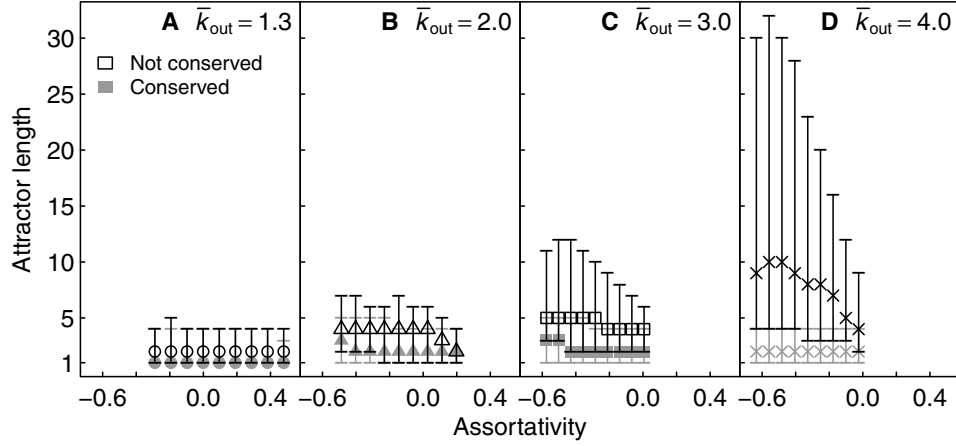 A k̅out = 1.3
B k̅out = 2.0
C k̅out = 3.0
D k̅out = 4.0
Not conserved
Conserved
Attractor length
30
25
20
15
10
5
1
−0.6 0.0 0.4
−0.6 0.0 0.4
−0.6 0.0 0.4
−0.6 0.0 0.4
Assortativity